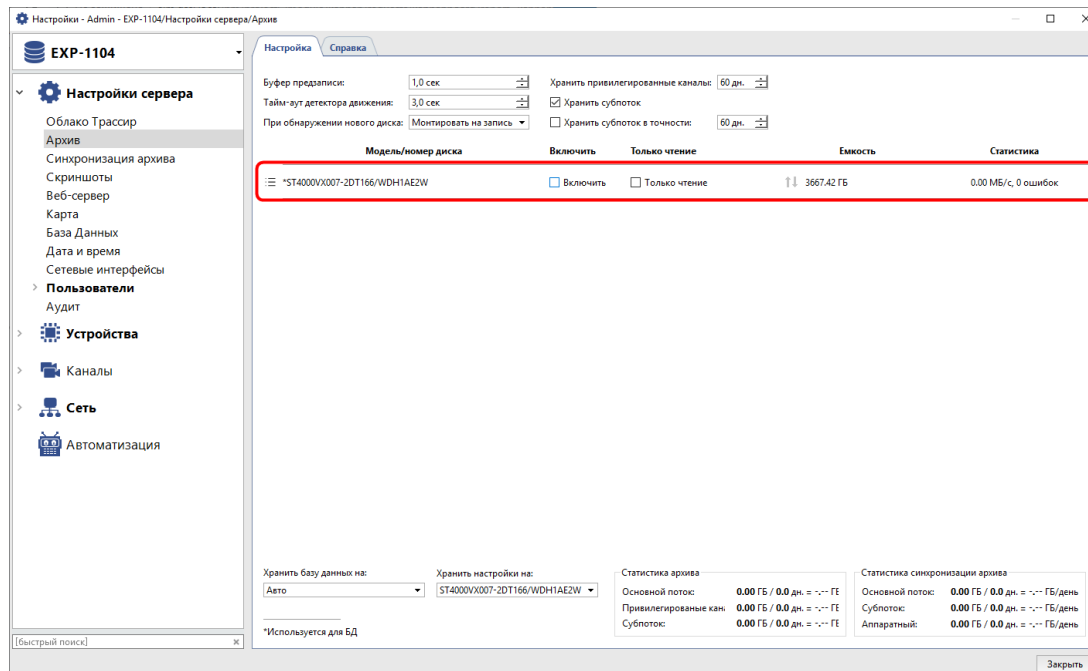 Настройки - Admin - EXP-1104/Настройки сервера/Архив
EXP-1104
Настройки сервера
Облако Трассир
Архив
Синхронизация архива
Скриншоты
Веб-сервер
Карта
База Данных
Дата и время
Сетевые интерфейсы
Пользователи
Аудит
Устройства
Каналы
Сеть
Автоматизация
[быстрый поиск]
Настройка Справка
Буфер предзаписи: 1,0 сек Хранить привилегированные каналы: 60 дн.
Тайм-аут детектора движения: 3,0 сек Хранить субпоток
При обнаружении нового диска: Монтировать на запись Хранить субпоток в точности: 60 дн.
Модель/номер диска Включить Только чтение Емкость Статистика
*ST4000VX007-2DT166/WDH1AE2W Включить Только чтение 3667.42 ГБ 0.00 МБ/с, 0 ошибок
Хранить базу данных на: Хранить настройки на:
Авто ST4000VX007-2DT166/WDH1AE2W
*Используется для БД
Статистика архива
Основной поток: 0.00 ГБ / 0.0 дн. = -.-- ГБ
Привилегированые кан 0.00 ГБ / 0.0 дн. = -.-- ГБ
Субпоток: 0.00 ГБ / 0.0 дн. = -.-- ГБ
Статистика синхронизации архива
Основной поток: 0.00 ГБ / 0.0 дн. = -.-- ГБ/день
Субпоток: 0.00 ГБ / 0.0 дн. = -.-- ГБ/день
Аппаратный: 0.00 ГБ / 0.0 дн. = -.-- ГБ/день
Закрыть